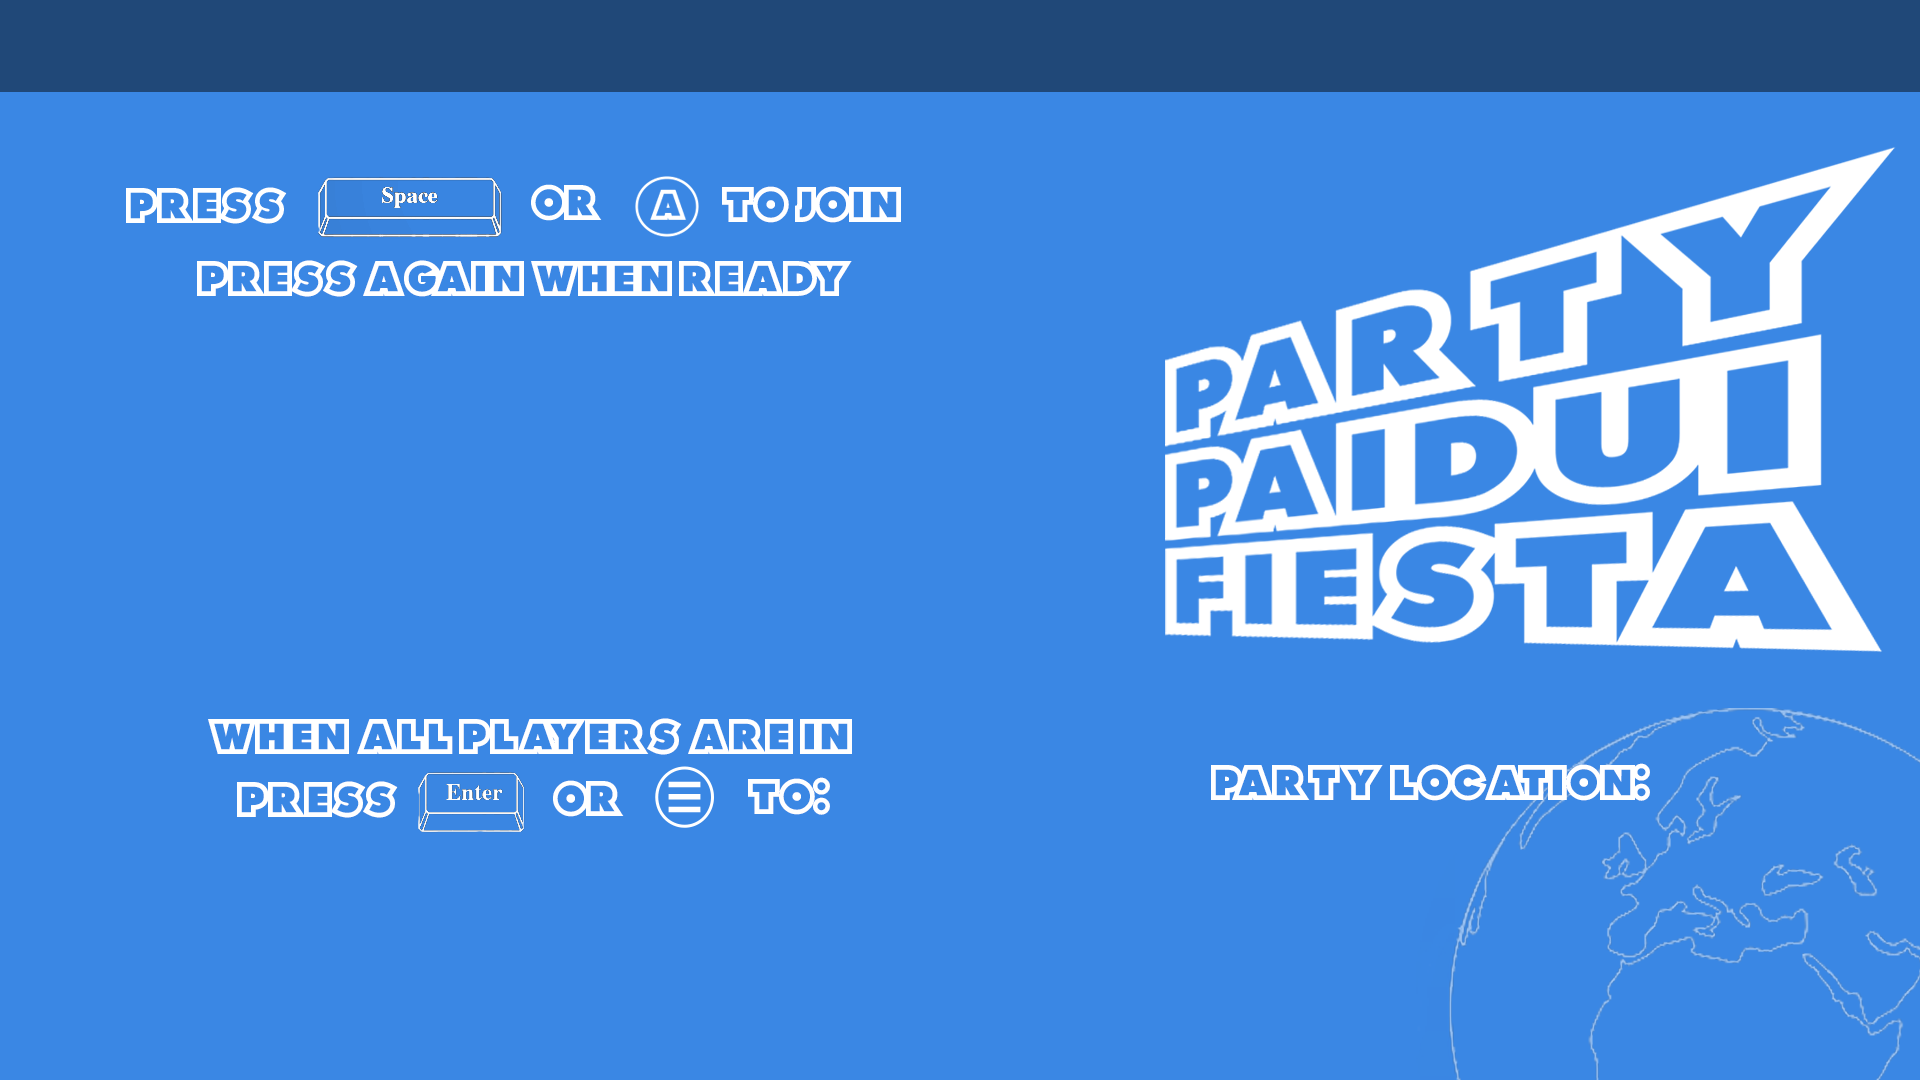 PRESS Space OR A TO JOIN
PRESS AGAIN WHEN READY
PARTY
PAIDUI
FIESTA
WHEN ALL PLAYERS ARE IN
PRESS Enter OR TO:
PARTY LOCATION: